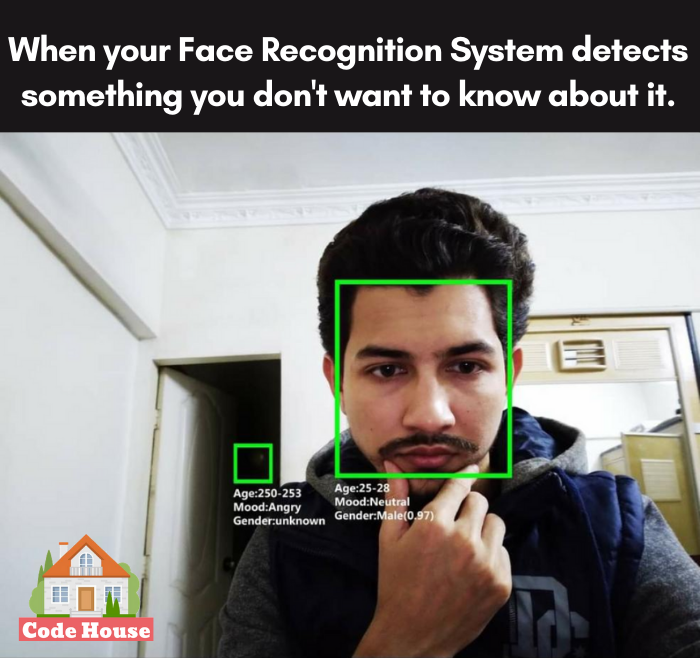 When your Face Recognition System detects
something you don't want to know about it.
Age:250-253
Mood:Angry
Gender:unknown
Age:25-28
Mood:Neutral
Gender:Male(0.97)
Code House